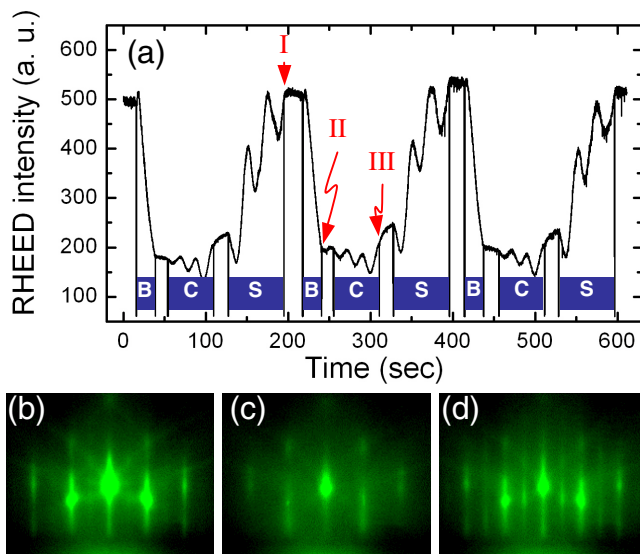 (a)
I
II
III
RHEED intensity (a. u.)
600
500
400
300
200
100
B C S B C S B C S
0 100 200 300 400 500 600
Time (sec)
(b) (c) (d)